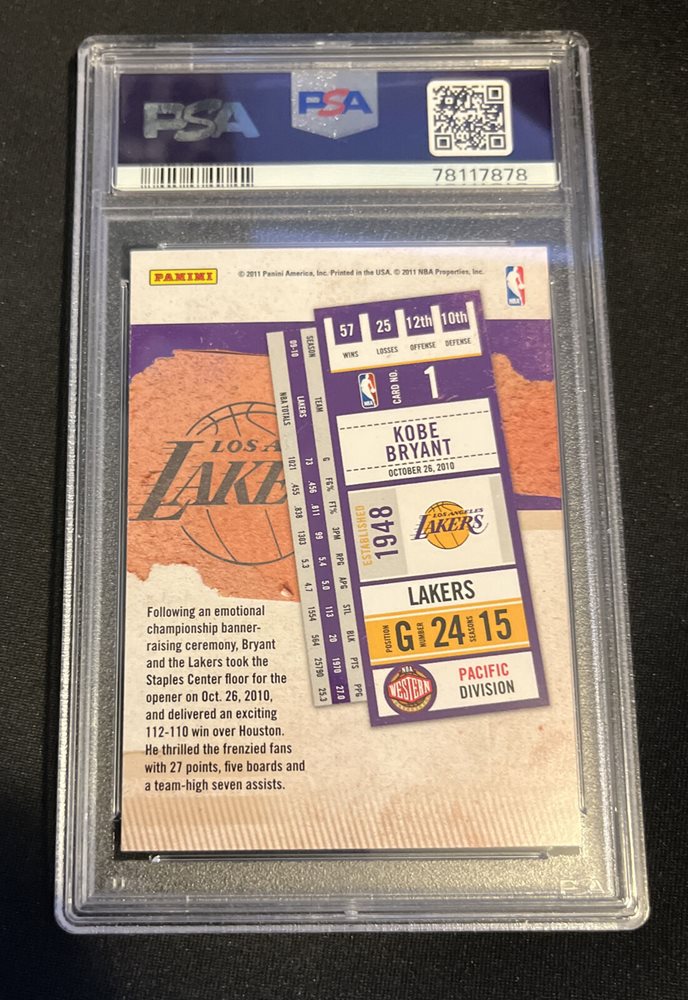 PSA
PSA
78117878
PANINI
© 2011 Panini America, Inc. Printed in the USA. © 2011 NBA Properties, Inc.
NBA
57 25 12th 10th
WINS LOSSES OFFENSE DEFENSE
NBA
CARD NO. 1
KOBE
BRYANT
OCTOBER 26, 2010
ESTABLISHED
1948
LOS ANGELES
LAKERS
LAKERS
POSITION G NUMBER 24 SEASONS 15
NBA
WESTERN
PACIFIC
DIVISION
SEASON TEAM G FG% FT% 3PM RPG APG STL BLK PTS PPG
09-10 LAKERS 73 .456 .811 99 5.4 5.0 113 20 1970 27.0
NBA TOTALS 1021 .455 .838 1303 5.3 4.7 1554 564 25790 25.3
LOS A
LAKE
Following an emotional
championship banner-
raising ceremony, Bryant
and the Lakers took the
Staples Center floor for the
opener on Oct. 26, 2010,
and delivered an exciting
112-110 win over Houston.
He thrilled the frenzied fans
with 27 points, five boards and
a team-high seven assists.
PSA